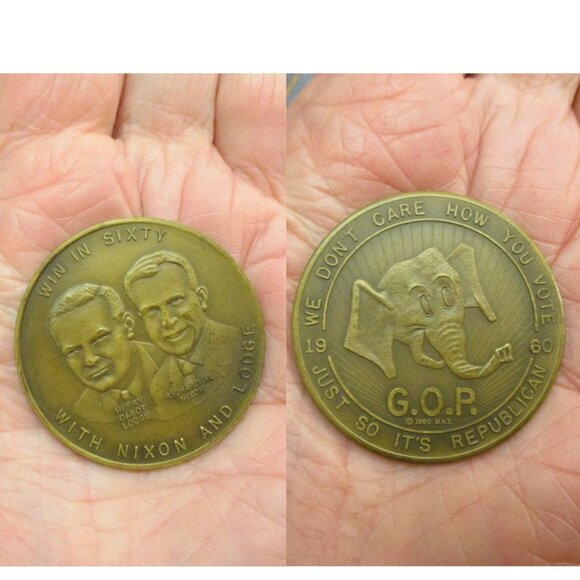 WIN IN SIXTY
WITH NIXON AND LODGE
HENRY
CABOT
LODGE
RICHARD M.
NIXON
WE DON'T CARE HOW YOU VOTE
19 60
G.O.P.
© 1960 M.A.T.
JUST SO IT'S REPUBLICAN